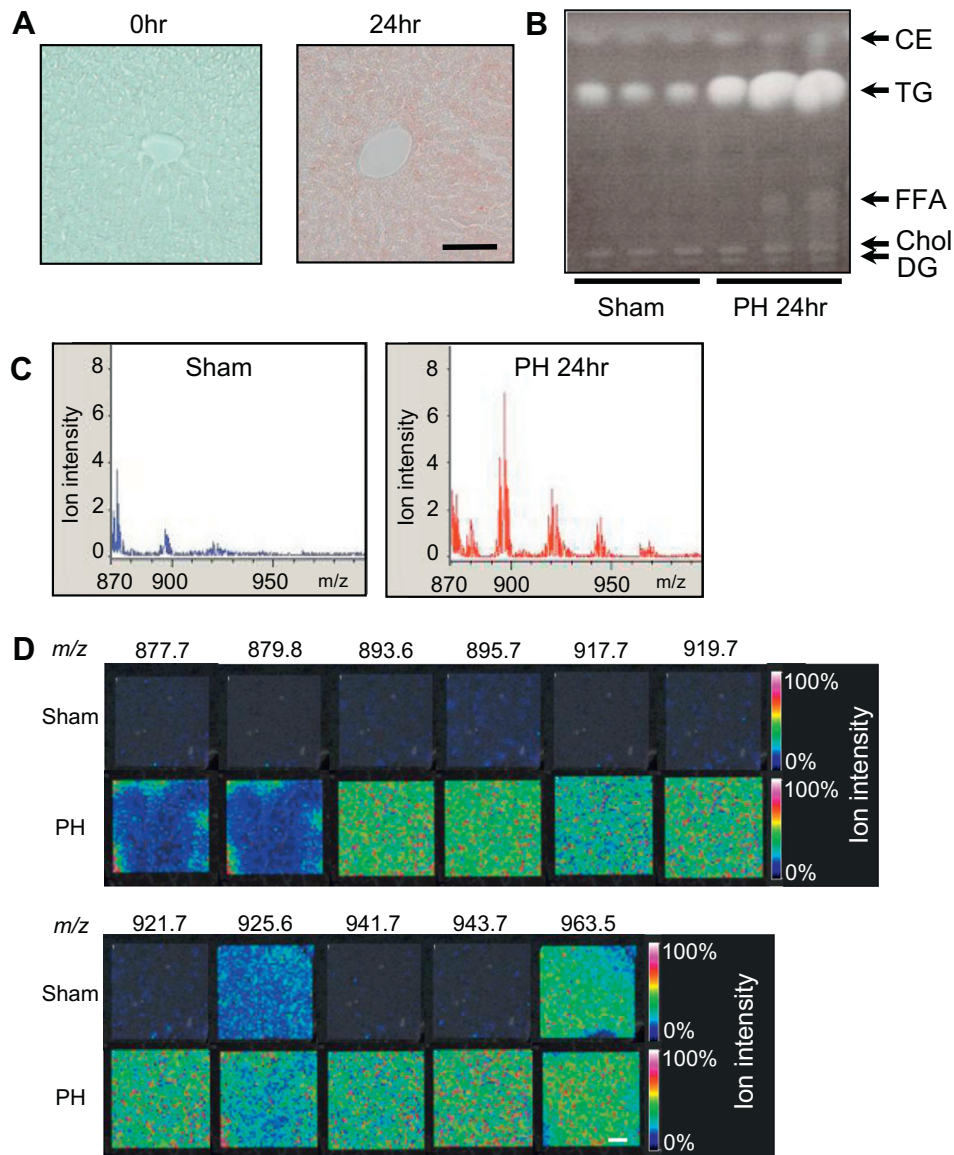 A
0hr
24hr
B
CE
TG
FFA
Chol
DG
Sham
PH 24hr
C
Sham
Ion intensity
8
6
4
2
0
870
900
950
m/z
PH 24hr
Ion intensity
8
6
4
2
0
870
900
950
m/z
D
m/z 877.7 879.8 893.6 895.7 917.7 919.7
Sham
100%
0%
PH
100%
0%
Ion intensity
m/z 921.7 925.6 941.7 943.7 963.5
Sham
100%
0%
PH
100%
0%
Ion intensity